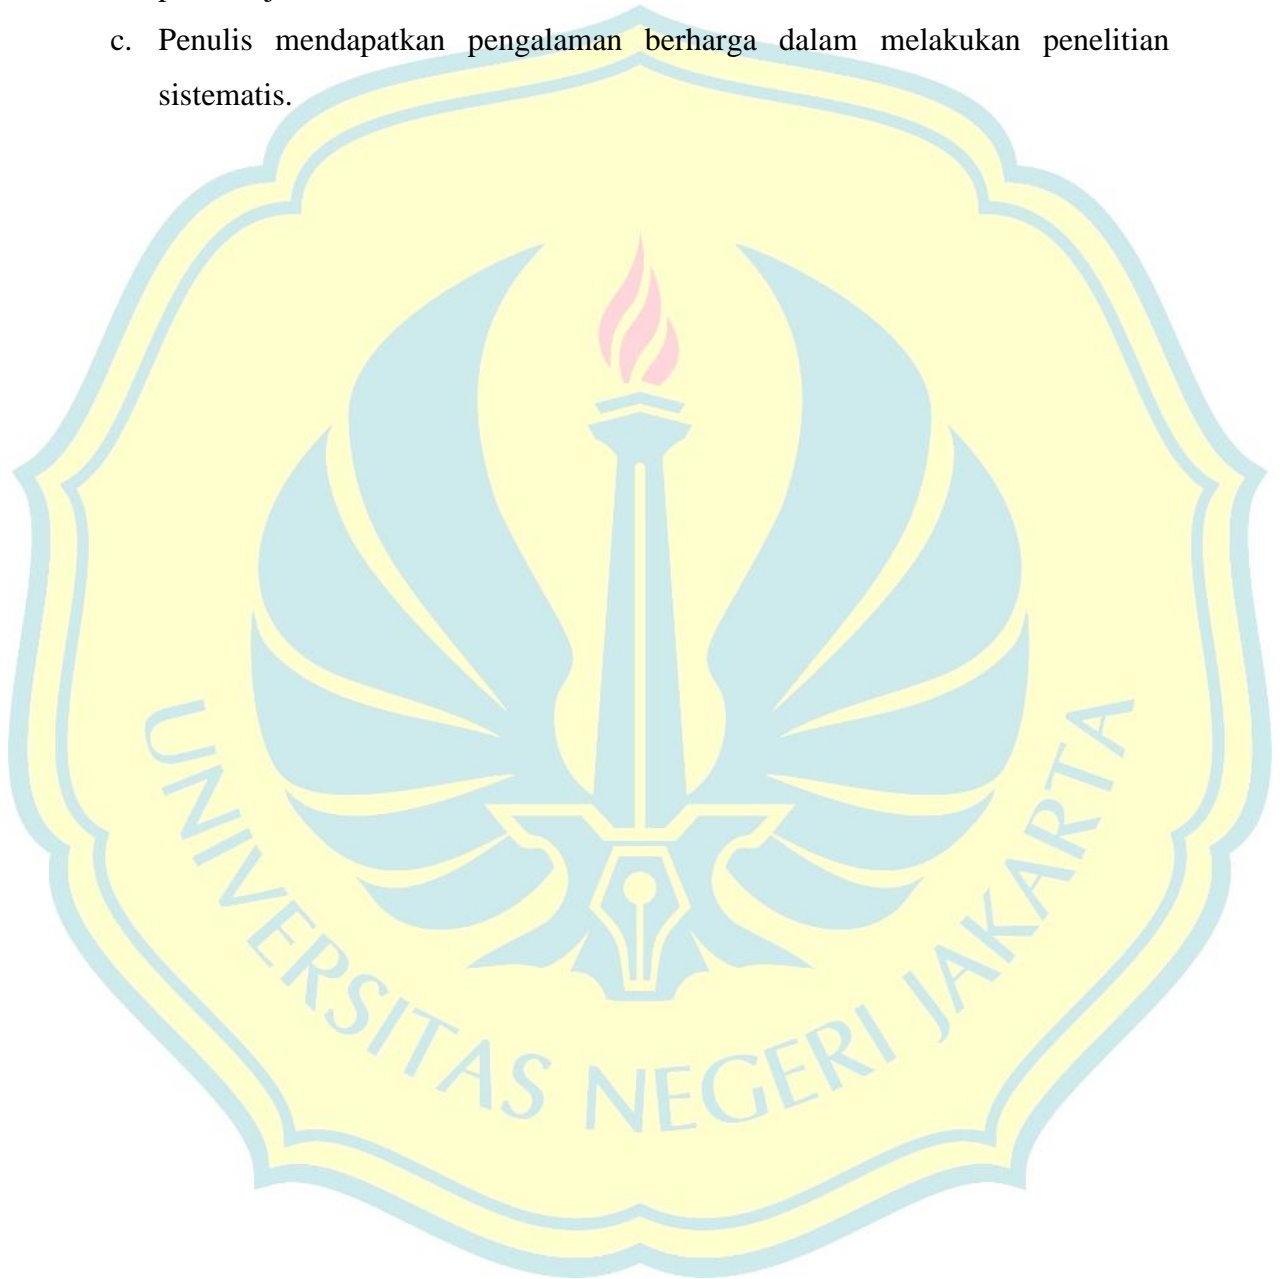 c. Penulis mendapatkan pengalaman berharga dalam melakukan penelitian
sistematis.
UNIVERSITAS NEGERI JAKARTA